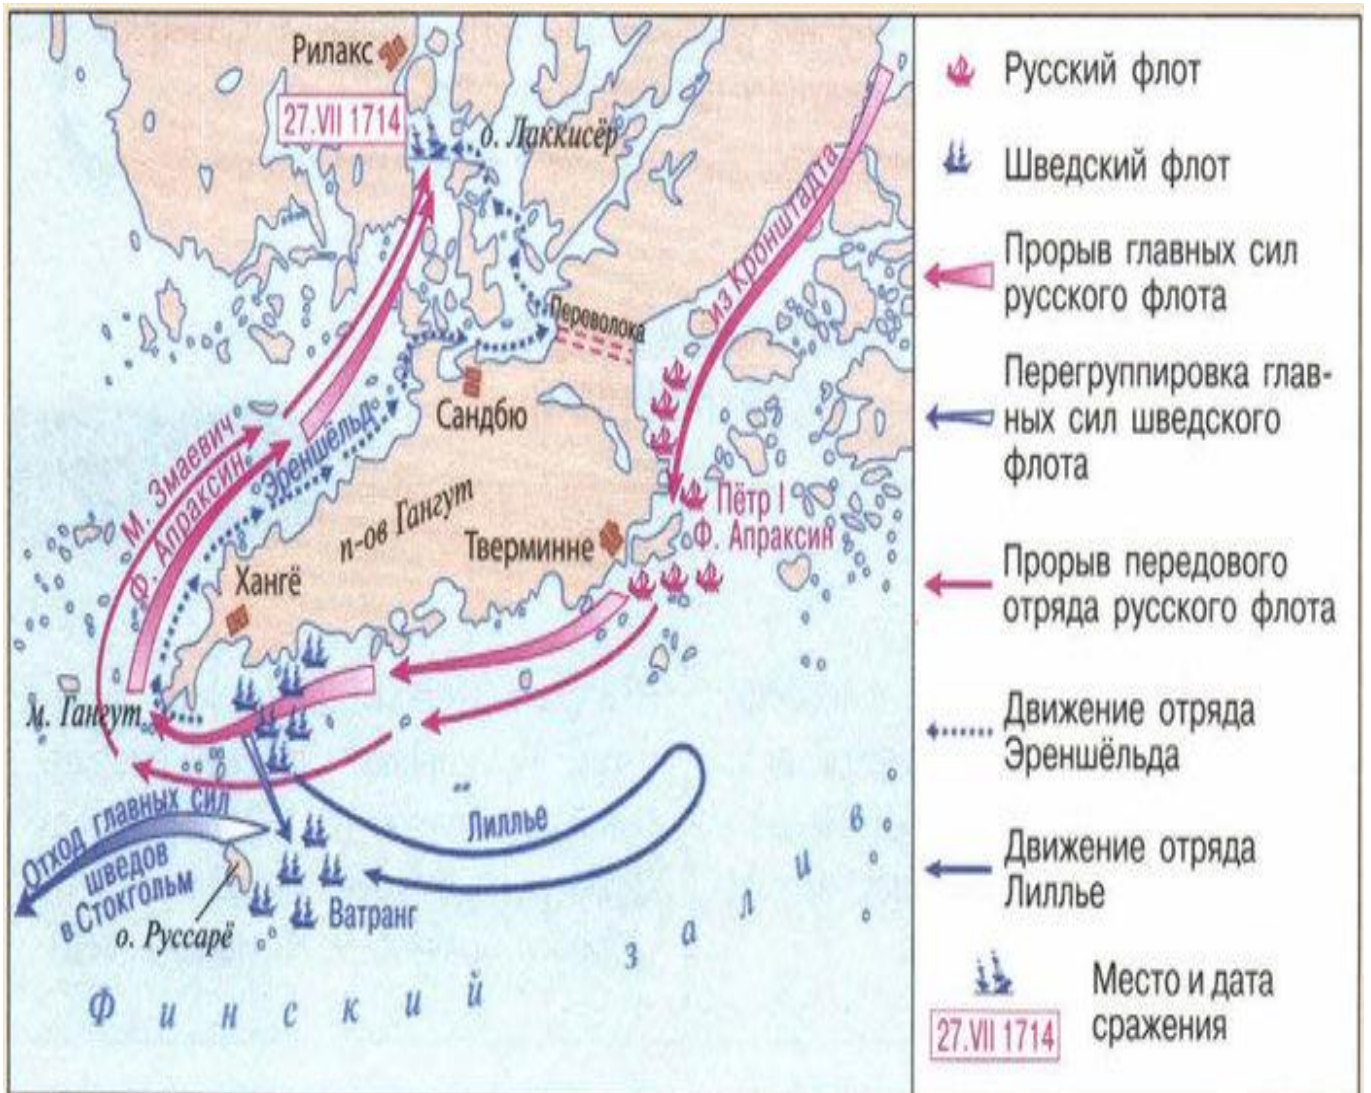 Рилакс
27.VII 1714
о. Лаккисёр
из Кронштадта
Переволока
Сандбю
М. Змаевич
Ф. Апраксин
Эреншёльд
п-ов Гангут
Пётр I
Ф. Апраксин
Тверминне
Хангё
м. Гангут
Лиллье
Отход главных сил
шведов
в Стокгольм
о. Руссарё
Ватранг
Финский залив
Русский флот
Шведский флот
Прорыв главных сил
русского флота
Перегруппировка глав-
ных сил шведского
флота
Прорыв передового
отряда русского флота
Движение отряда
Эреншёльда
Движение отряда
Лиллье
27.VII 1714
Место и дата
сражения